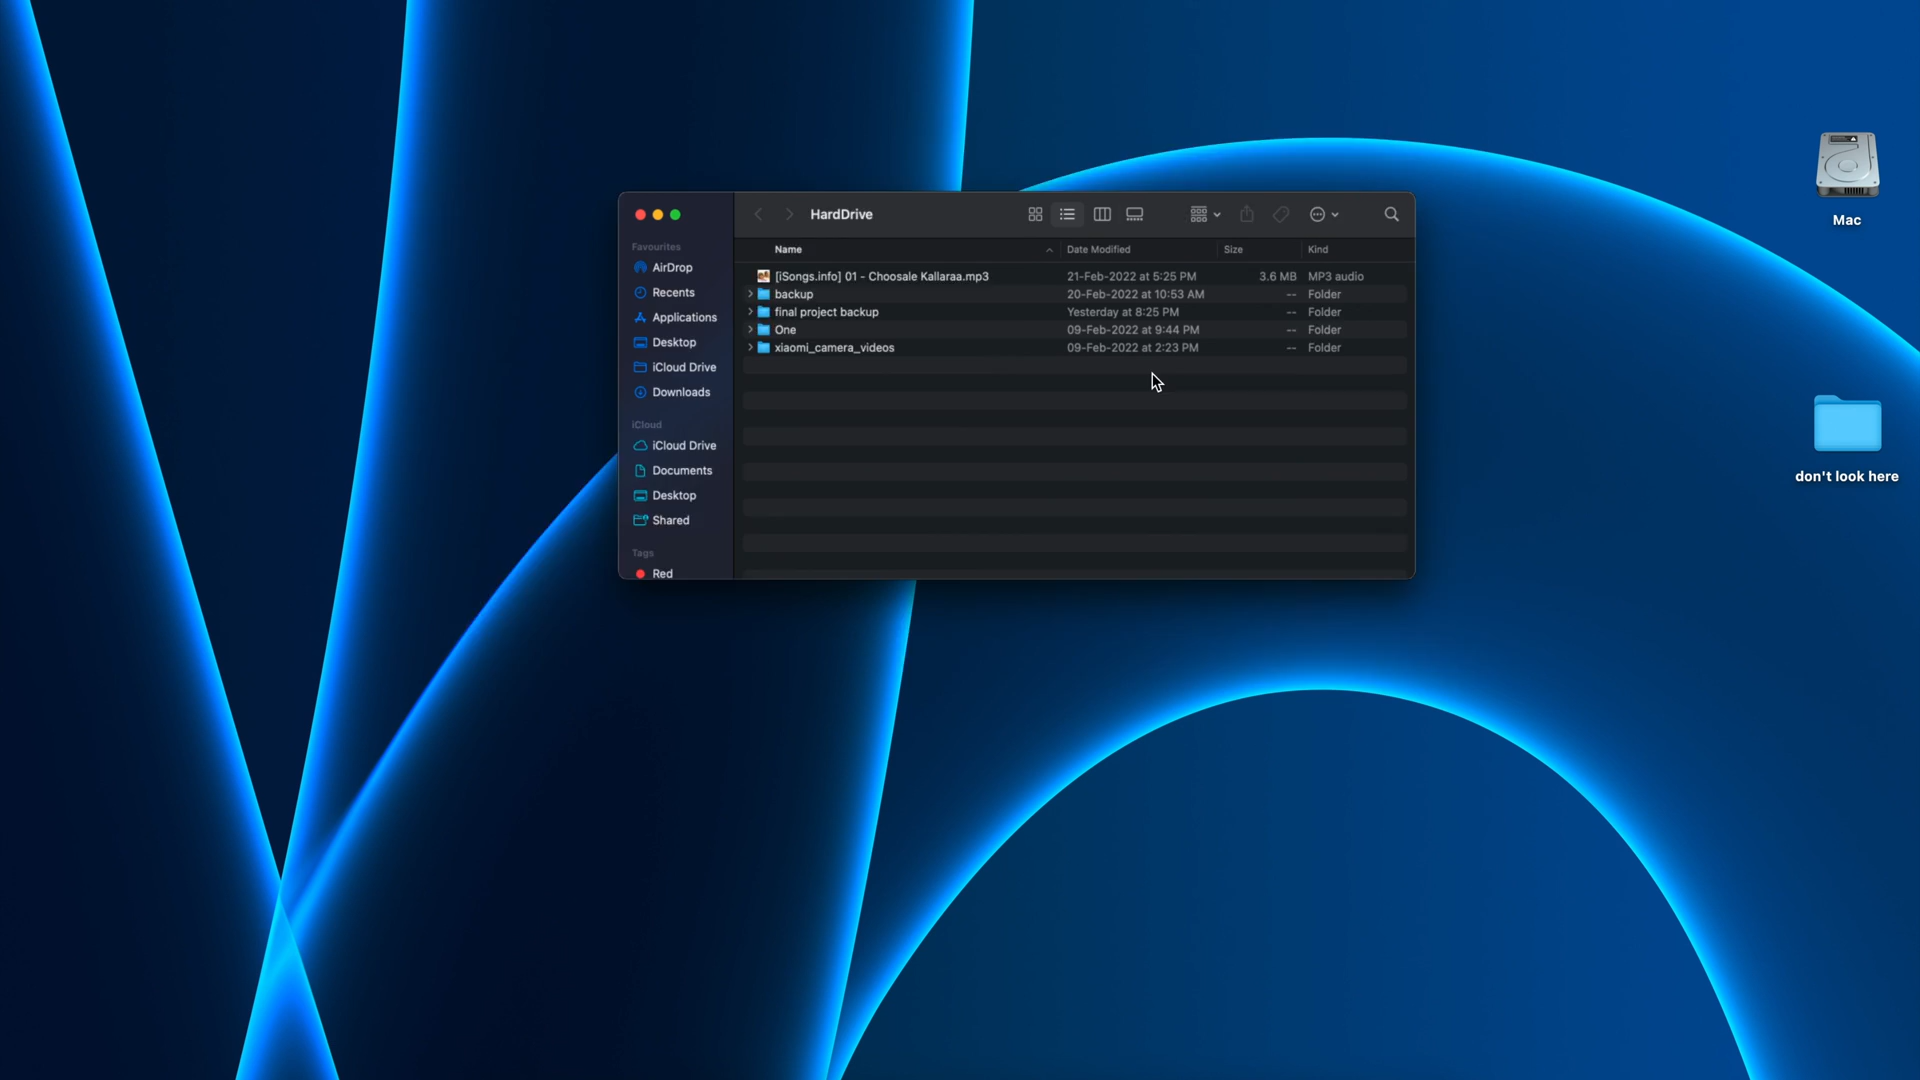 HardDrive
Name Date Modified Size Kind
[iSongs.info] 01 - Choosale Kallaraa.mp3 21-Feb-2022 at 5:25 PM 3.6 MB MP3 audio
backup 20-Feb-2022 at 10:53 AM -- Folder
final project backup Yesterday at 8:25 PM -- Folder
One 09-Feb-2022 at 9:44 PM -- Folder
xiaomi_camera_videos 09-Feb-2022 at 2:23 PM -- Folder
Favourites
AirDrop
Recents
Applications
Desktop
iCloud Drive
Downloads
iCloud
iCloud Drive
Documents
Desktop
Shared
Tags
Red
Mac
don't look here